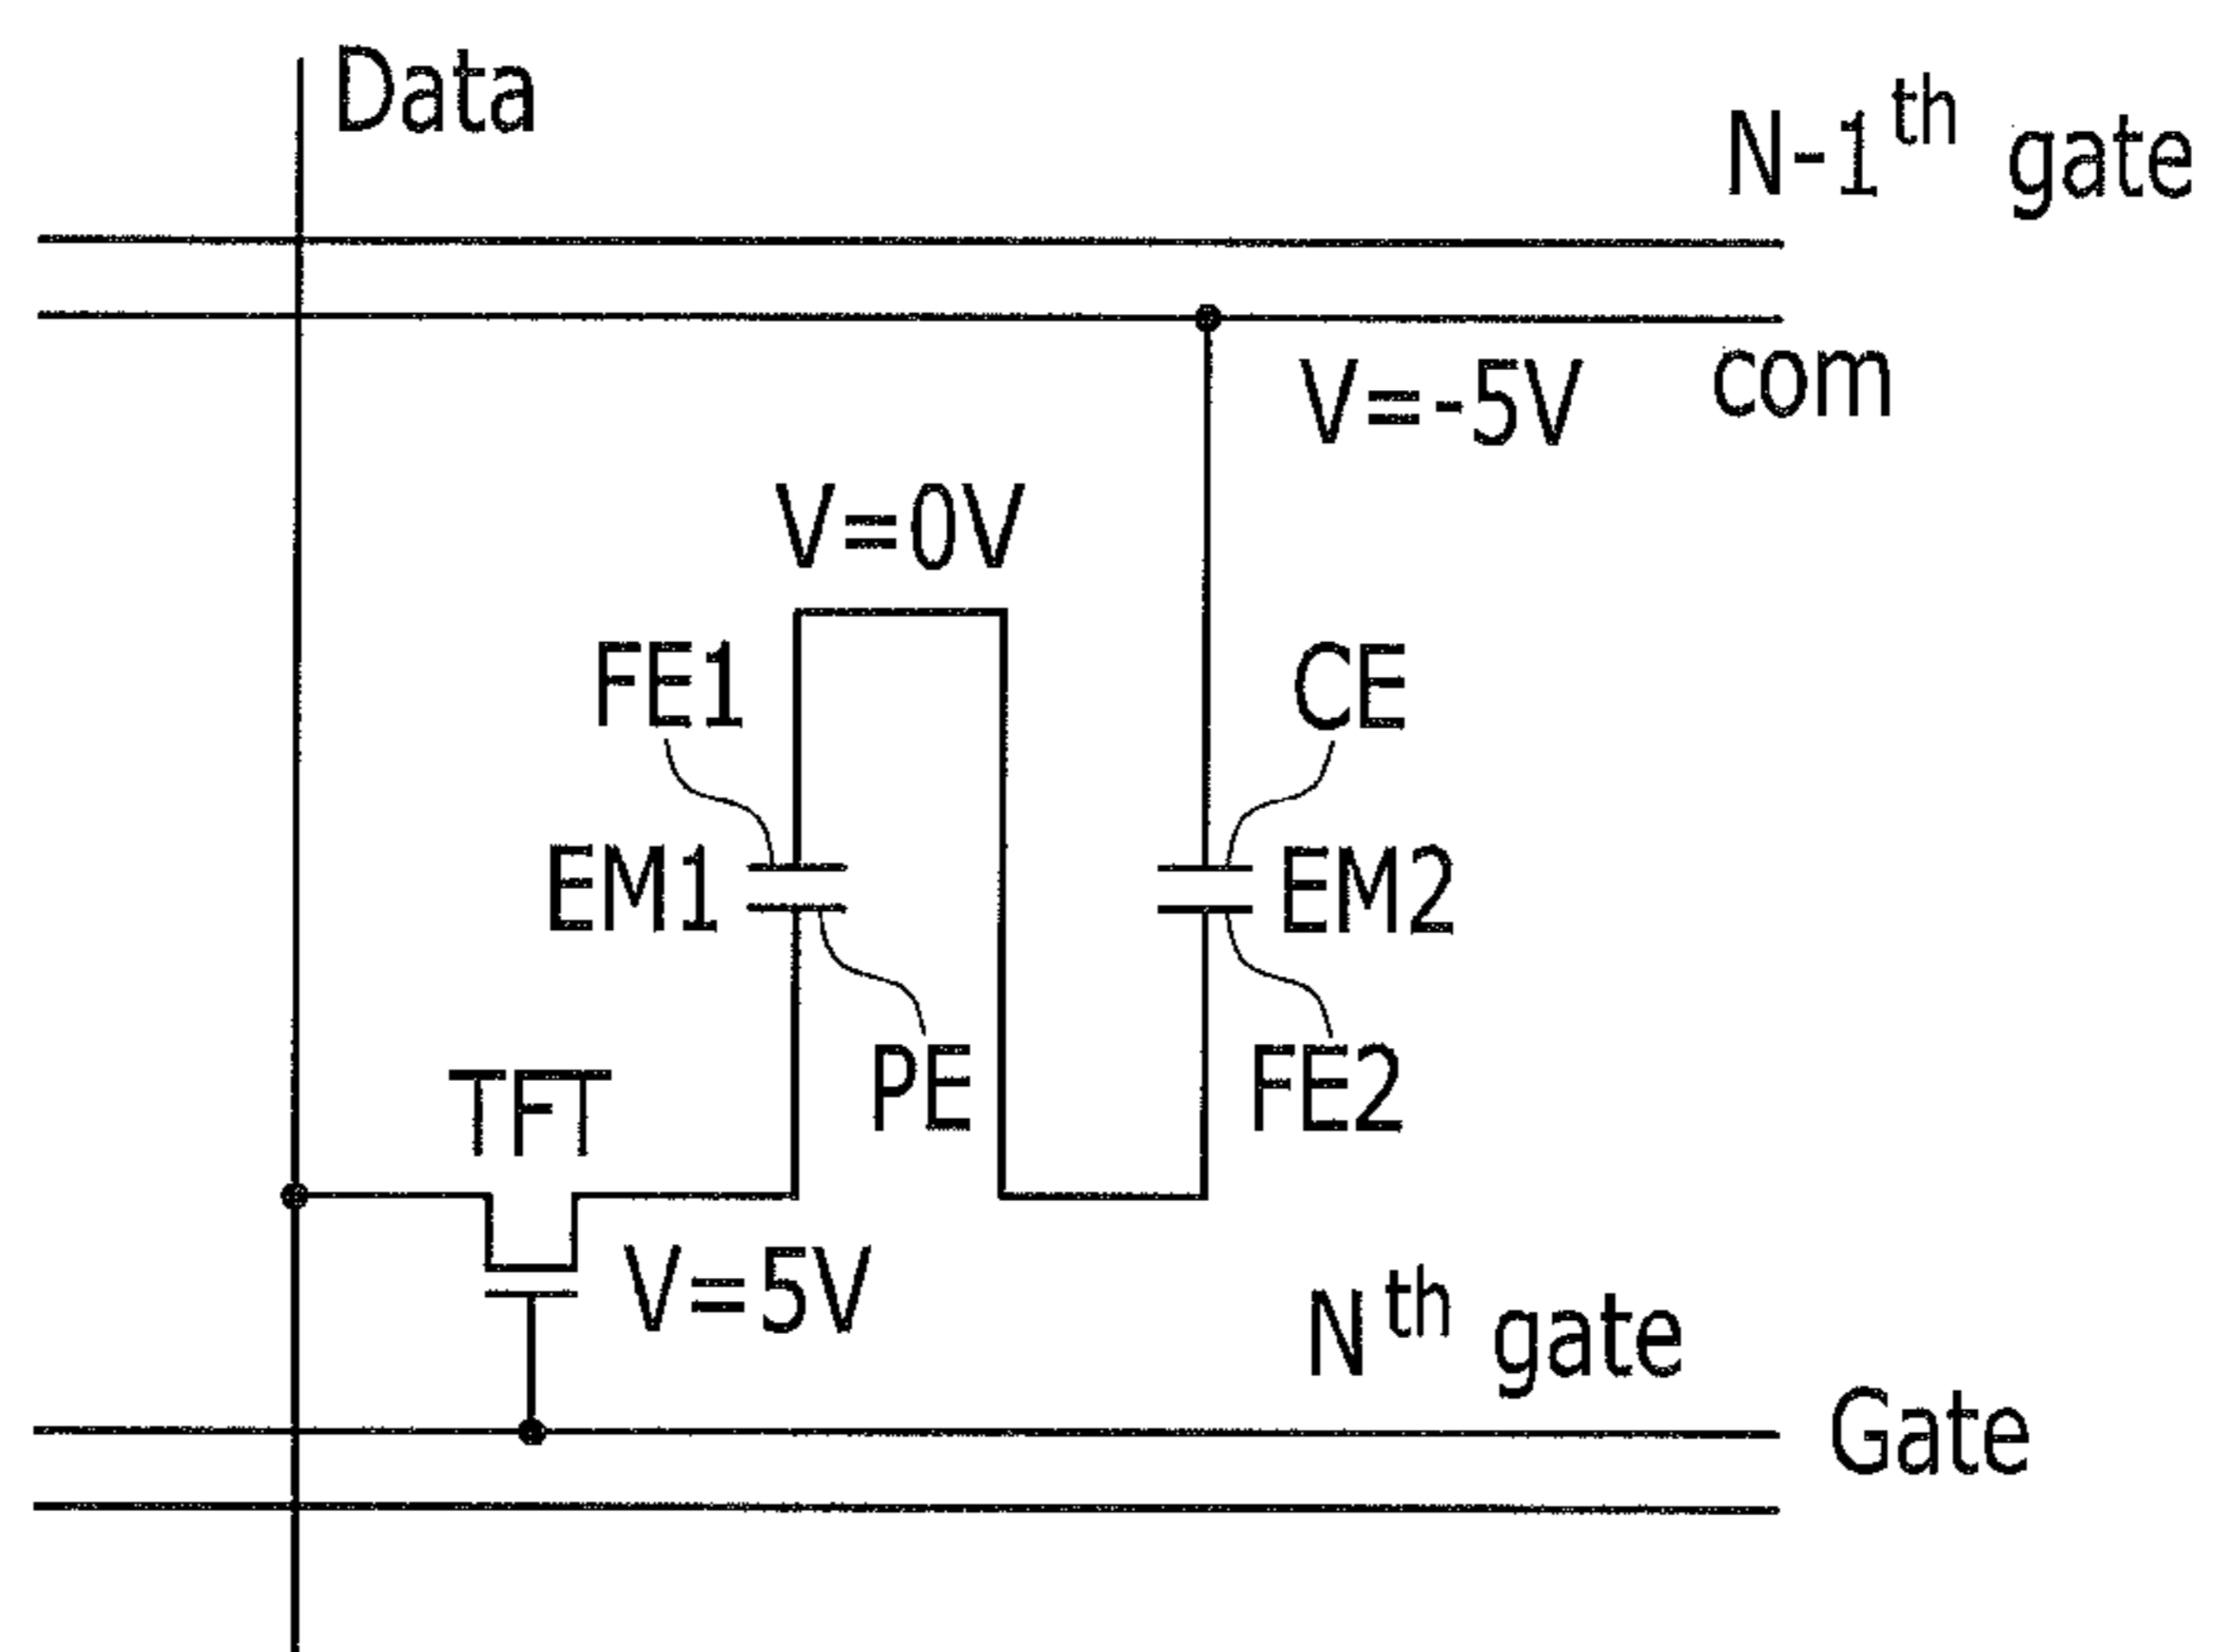 Data
N-1th gate
com
V=-5V
V=0V
FE1
CE
EM1
EM2
PE
FE2
TFT
V=5V
Nth gate
Gate